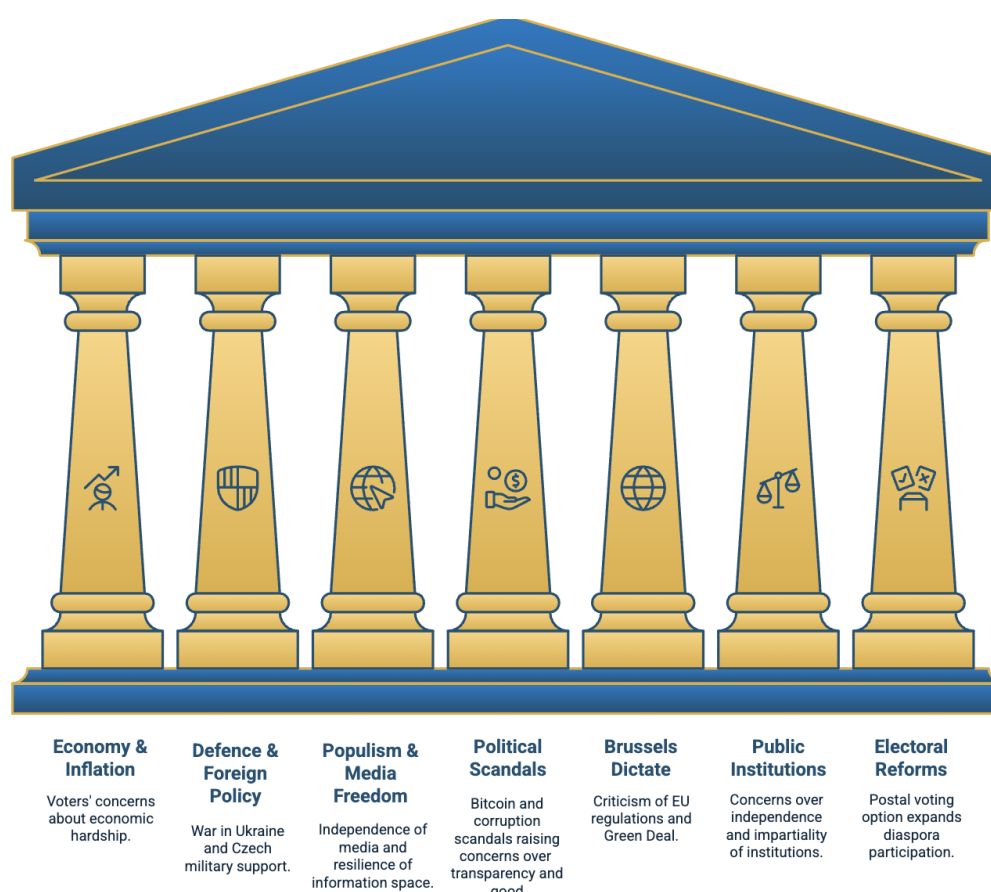 Economy &
Inflation
Voters' concerns
about economic
hardship.
Defence &
Foreign
Policy
War in Ukraine
and Czech
military support.
Populism &
Media
Freedom
Independence of
media and
resilience of
information space.
Political
Scandals
Bitcoin and
corruption
scandals raising
concerns over
transparency and
good
Brussels
Dictate
Criticism of EU
regulations and
Green Deal.
Public
Institutions
Concerns over
independence
and impartiality
of institutions.
Electoral
Reforms
Postal voting
option expands
diaspora
participation.